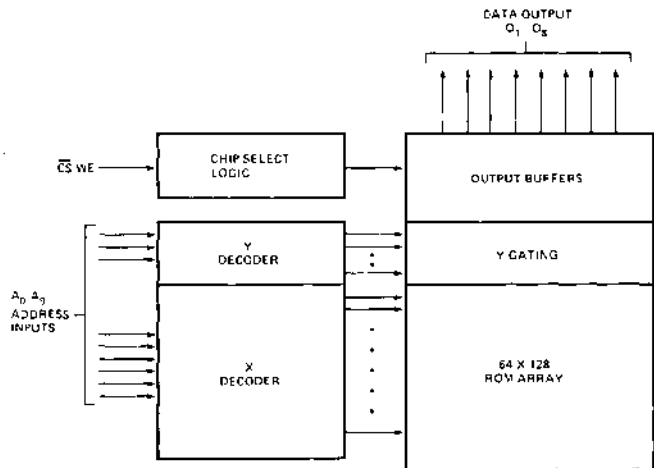 DATA OUTPUT
O1 O8
CS WE
CHIP SELECT
LOGIC
OUTPUT BUFFERS
Y
DECODER
Y GATING
A0 A9
ADDRESS
INPUTS
X
DECODER
64 X 128
ROM ARRAY